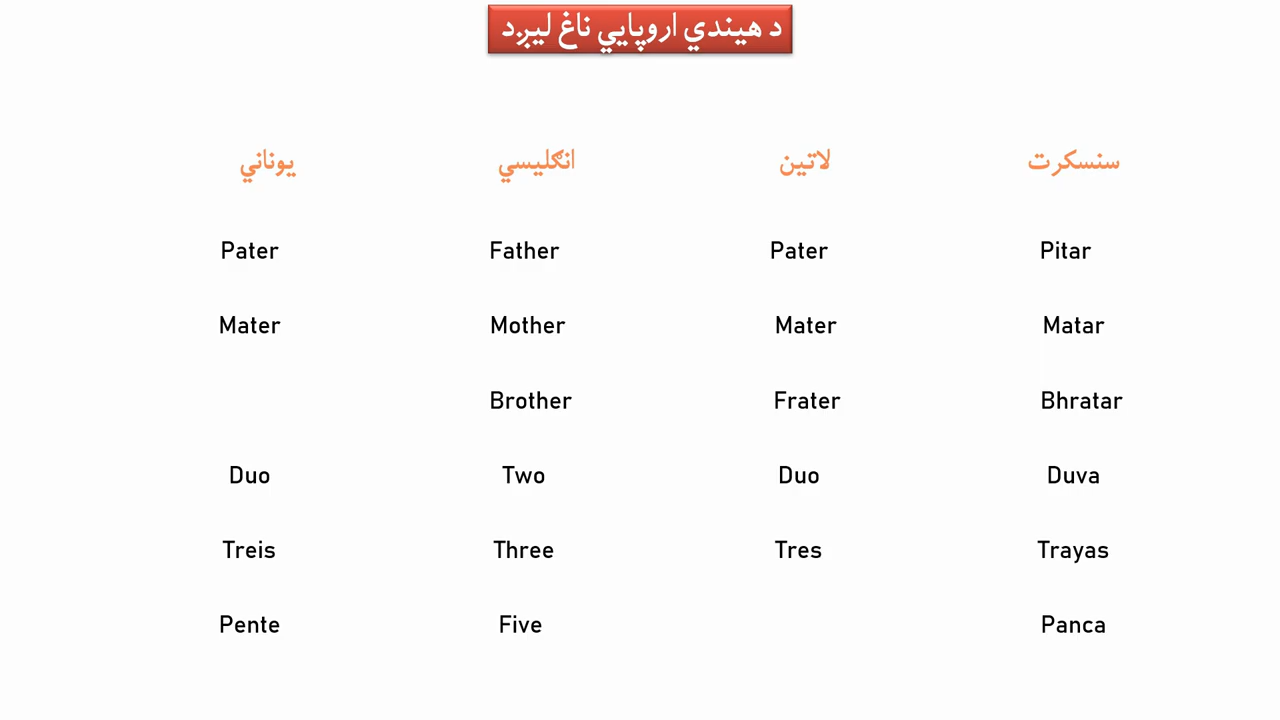 د هيندي اروپايي ناغ ليږد
سنسکرت لاتين انګليسي يوناني
Pater Father Pater Pitar
Mater Mother Mater Matar
Brother Frater Bhratar
Duo Two Duo Duva
Treis Three Tres Trayas
Pente Five Panca